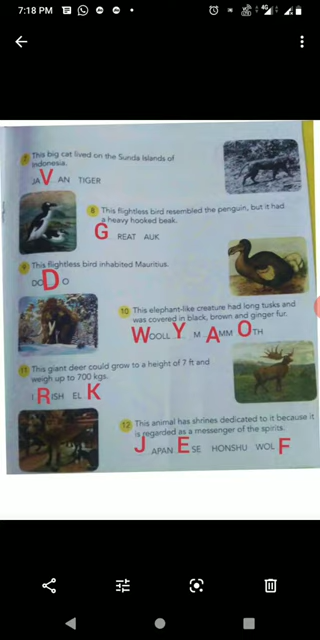 7:18 PM
4G
7 This big cat lived on the Sunda Islands of
Indonesia.
JAVAN TIGER
8 This flightless bird resembled the penguin, but it had
a heavy hooked beak.
GREAT AUK
9 This flightless bird inhabited Mauritius.
DODO
10 This elephant-like creature had long tusks and
was covered in black, brown and ginger fur.
WOOLLY MAMMOTH
11 This giant deer could grow to a height of 7 ft and
weigh up to 700 kgs.
IRISH ELK
12 This animal has shrines dedicated to it because it
is regarded as a messenger of the spirits.
JAPANESE HONSHU WOLF